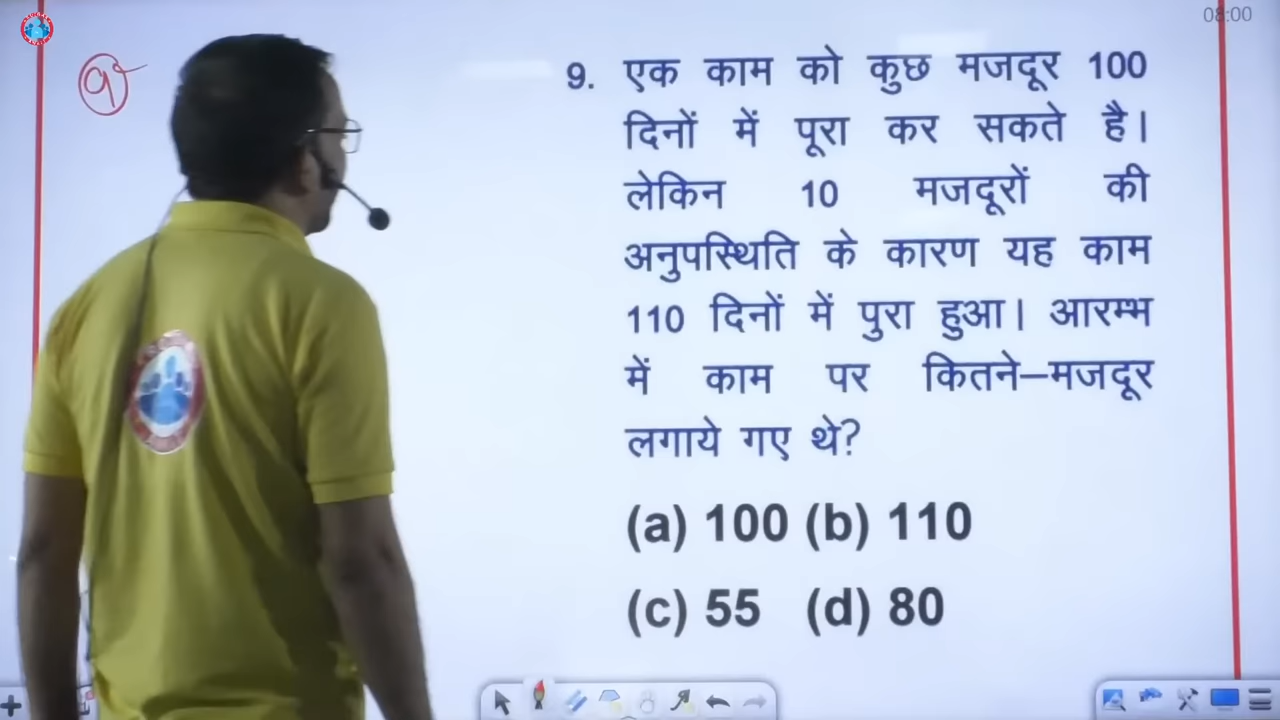 08:00
9
9. एक काम को कुछ मजदूर 100
दिनों में पूरा कर सकते है।
लेकिन 10 मजदूरों की
अनुपस्थिति के कारण यह काम
110 दिनों में पुरा हुआ। आरम्भ
में काम पर कितने–मजदूर
लगाये गए थे?
(a) 100 (b) 110
(c) 55 (d) 80